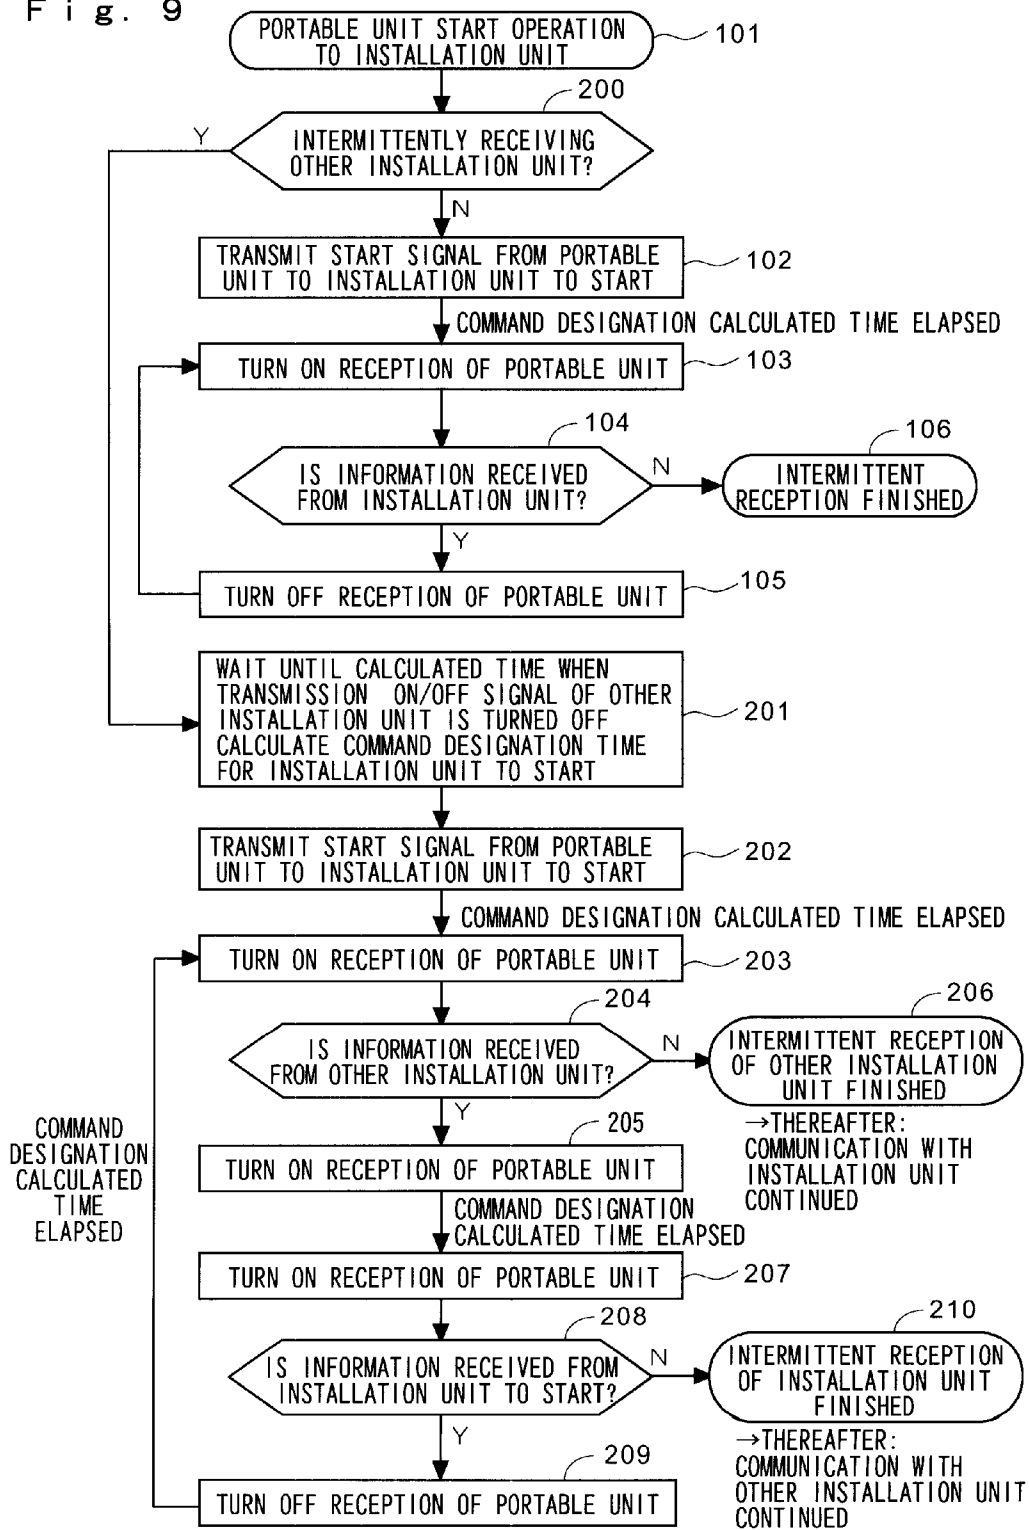 Fig. 9
PORTABLE UNIT START OPERATION
TO INSTALLATION UNIT
101
200
INTERMITTENTLY RECEIVING
OTHER INSTALLATION UNIT?
Y
N
TRANSMIT START SIGNAL FROM PORTABLE
UNIT TO INSTALLATION UNIT TO START
102
COMMAND DESIGNATION CALCULATED TIME ELAPSED
TURN ON RECEPTION OF PORTABLE UNIT
103
104
IS INFORMATION RECEIVED
FROM INSTALLATION UNIT?
N
106
INTERMITTENT
RECEPTION FINISHED
Y
TURN OFF RECEPTION OF PORTABLE UNIT
105
WAIT UNTIL CALCULATED TIME WHEN
TRANSMISSION ON/OFF SIGNAL OF OTHER
INSTALLATION UNIT IS TURNED OFF
CALCULATE COMMAND DESIGNATION TIME
FOR INSTALLATION UNIT TO START
201
TRANSMIT START SIGNAL FROM PORTABLE
UNIT TO INSTALLATION UNIT TO START
202
COMMAND DESIGNATION CALCULATED TIME ELAPSED
TURN ON RECEPTION OF PORTABLE UNIT
203
204
IS INFORMATION RECEIVED
FROM OTHER INSTALLATION UNIT?
N
206
INTERMITTENT RECEPTION
OF OTHER INSTALLATION
UNIT FINISHED
→THEREAFTER:
COMMUNICATION WITH
INSTALLATION UNIT
CONTINUED
Y
205
TURN ON RECEPTION OF PORTABLE UNIT
COMMAND
DESIGNATION
CALCULATED
TIME
ELAPSED
COMMAND DESIGNATION
CALCULATED TIME ELAPSED
TURN ON RECEPTION OF PORTABLE UNIT
207
208
IS INFORMATION RECEIVED FROM
INSTALLATION UNIT TO START?
N
210
INTERMITTENT RECEPTION
OF INSTALLATION UNIT
FINISHED
→THEREAFTER:
COMMUNICATION WITH
OTHER INSTALLATION UNIT
CONTINUED
Y
209
TURN OFF RECEPTION OF PORTABLE UNIT